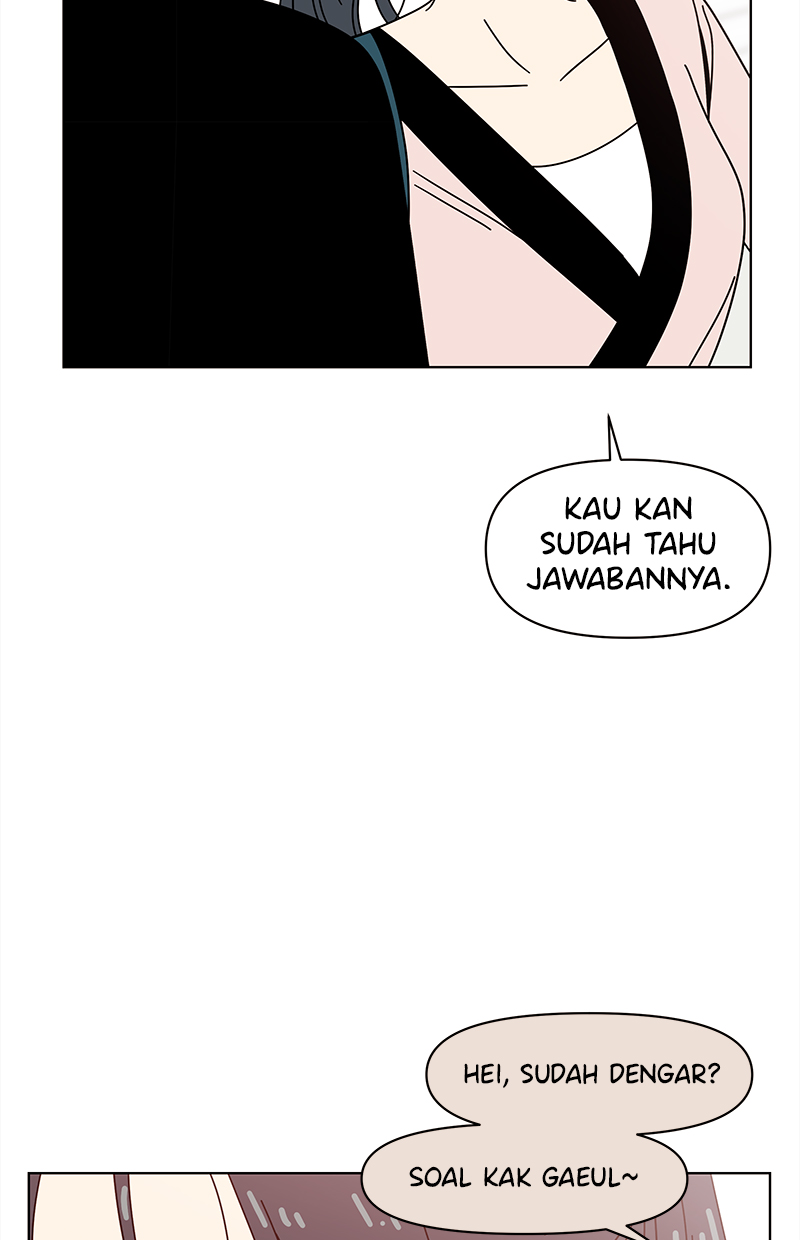 KAU KAN
SUDAH TAHU
JAWABANNYA.
HEI, SUDAH DENGAR?
SOAL KAK GAEUL~